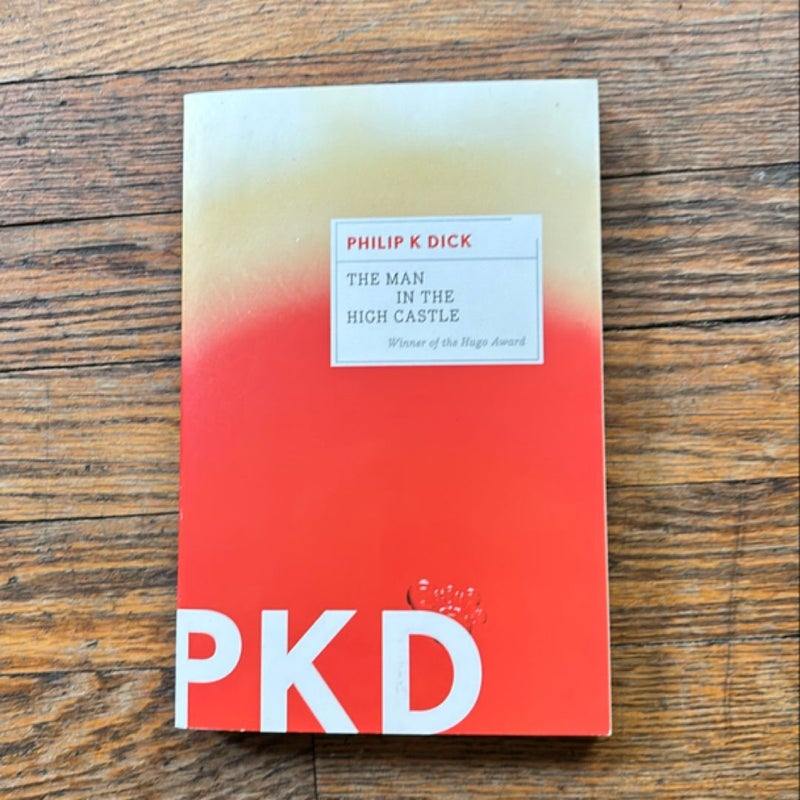 PHILIP K DICK
THE MAN
IN THE
HIGH CASTLE
Winner of the Hugo Award
PKD